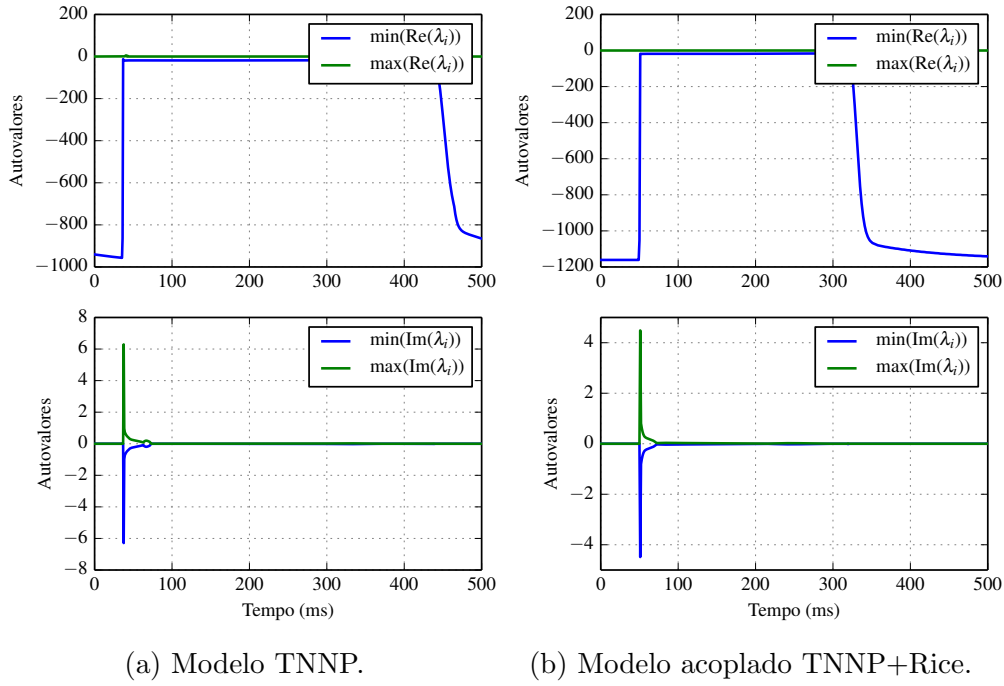 200
0
−200
−400
−600
−800
−1000
Autovalores
min(Re(λi))
max(Re(λi))
0 100 200 300 400 500
8
6
4
2
0
−2
−4
−6
−8
Autovalores
min(Im(λi))
max(Im(λi))
0 100 200 300 400 500
Tempo (ms)
(a) Modelo TNNP.
200
0
−200
−400
−600
−800
−1000
−1200
Autovalores
min(Re(λi))
max(Re(λi))
0 100 200 300 400 500
4
2
0
−2
−4
Autovalores
min(Im(λi))
max(Im(λi))
0 100 200 300 400 500
Tempo (ms)
(b) Modelo acoplado TNNP+Rice.